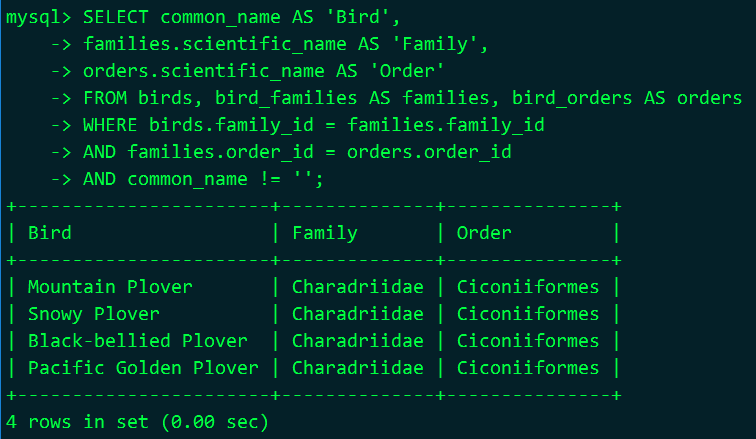 mysql> SELECT common_name AS 'Bird',
    -> families.scientific_name AS 'Family',
    -> orders.scientific_name AS 'Order'
    -> FROM birds, bird_families AS families, bird_orders AS orders
    -> WHERE birds.family_id = families.family_id
    -> AND families.order_id = orders.order_id
    -> AND common_name != '';
+-----------------------+--------------+---------------+
| Bird                  | Family       | Order         |
+-----------------------+--------------+---------------+
| Mountain Plover       | Charadriidae | Ciconiiformes |
| Snowy Plover          | Charadriidae | Ciconiiformes |
| Black-bellied Plover  | Charadriidae | Ciconiiformes |
| Pacific Golden Plover | Charadriidae | Ciconiiformes |
+-----------------------+--------------+---------------+
4 rows in set (0.00 sec)